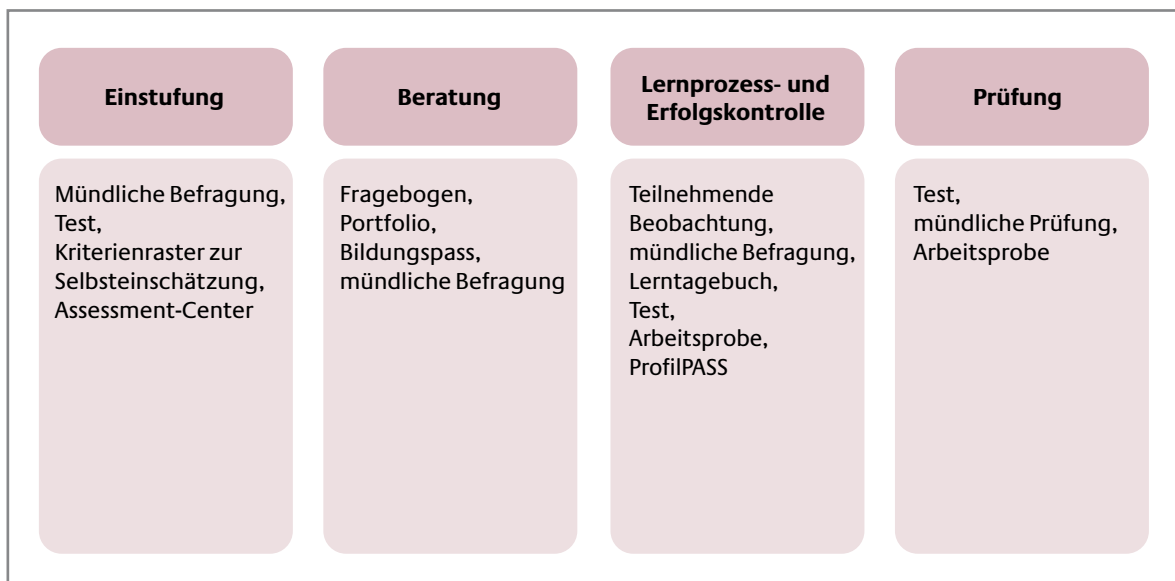 Einstufung
Mündliche Befragung,
Test,
Kriterienraster zur
Selbsteinschätzung,
Assessment-Center
Beratung
Fragebogen,
Portfolio,
Bildungspass,
mündliche Befragung
Lernprozess- und
Erfolgskontrolle
Teilnehmende
Beobachtung,
mündliche Befragung,
Lerntagebuch,
Test,
Arbeitsprobe,
ProfilPASS
Prüfung
Test,
mündliche Prüfung,
Arbeitsprobe